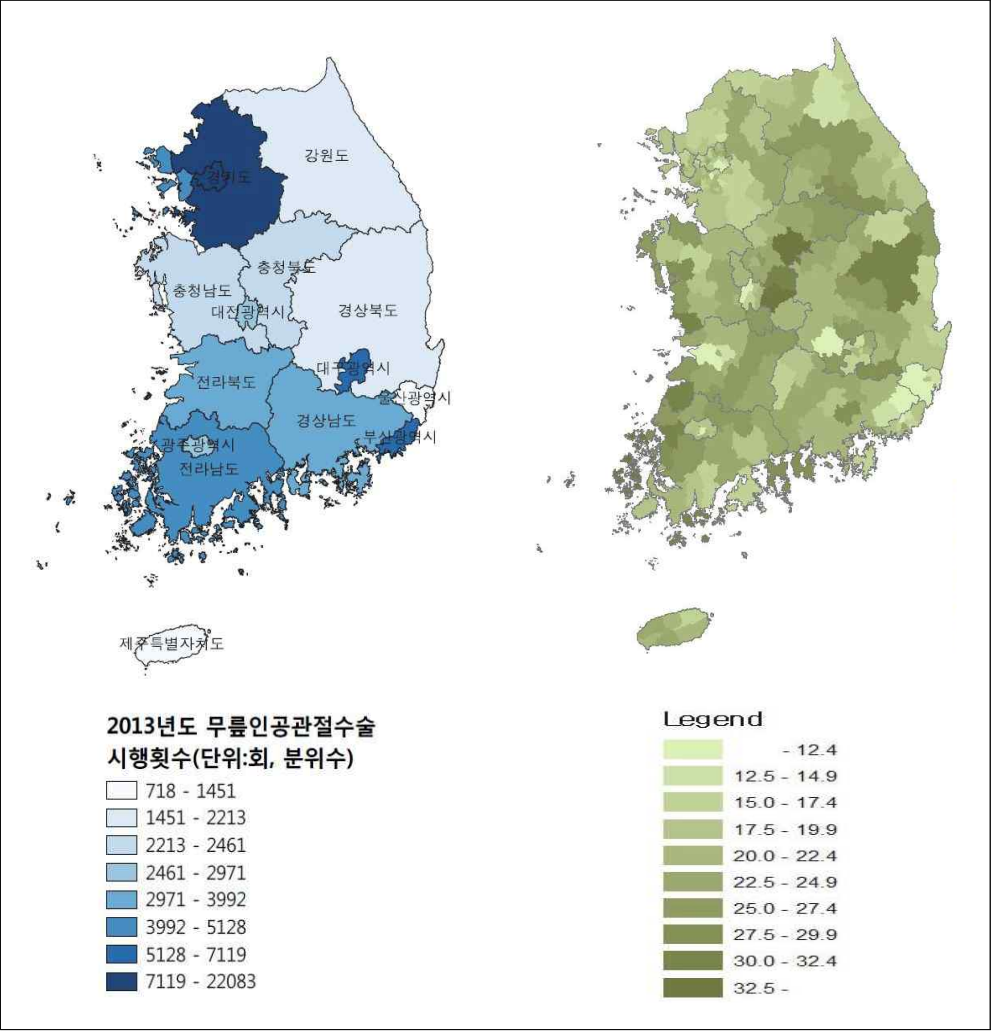 경기도
강원도
충청북도
충청남도
대전광역시
경상북도
대구광역시
전라북도
울산광역시
경상남도
부산광역시
광주광역시
전라남도
제주특별자치도
2013년도 무릎인공관절수술
시행횟수(단위:회, 분위수)
718 - 1451
1451 - 2213
2213 - 2461
2461 - 2971
2971 - 3992
3992 - 5128
5128 - 7119
7119 - 22083
Legend
- 12.4
12.5 - 14.9
15.0 - 17.4
17.5 - 19.9
20.0 - 22.4
22.5 - 24.9
25.0 - 27.4
27.5 - 29.9
30.0 - 32.4
32.5 -